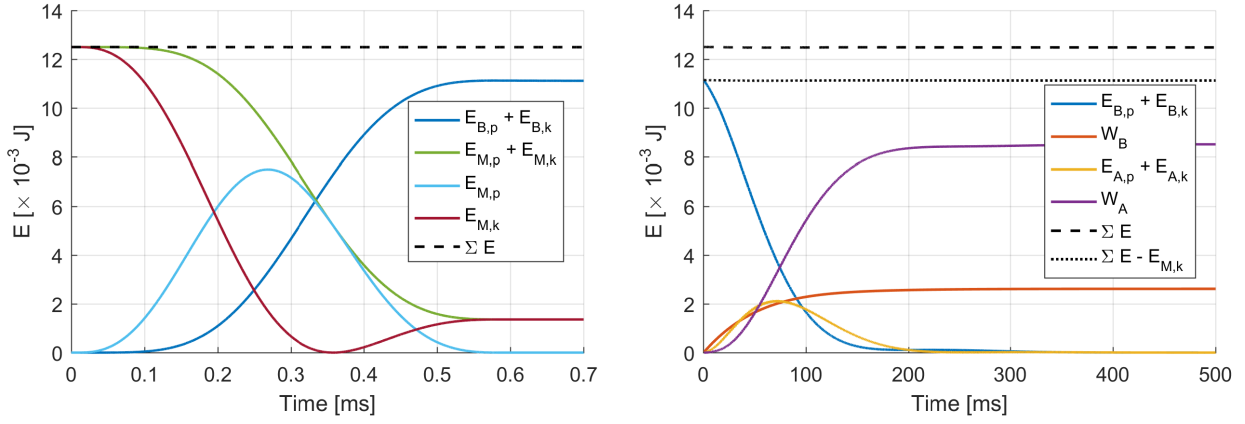 14
12
10
8
6
4
2
0
E [× 10⁻³ J]
0
0.1
0.2
0.3
0.4
0.5
0.6
0.7
Time [ms]
E_B,p + E_B,k
E_M,p + E_M,k
E_M,p
E_M,k
Σ E
14
12
10
8
6
4
2
0
E [× 10⁻³ J]
0
100
200
300
400
500
Time [ms]
E_B,p + E_B,k
W_B
E_A,p + E_A,k
W_A
Σ E
Σ E - E_M,k